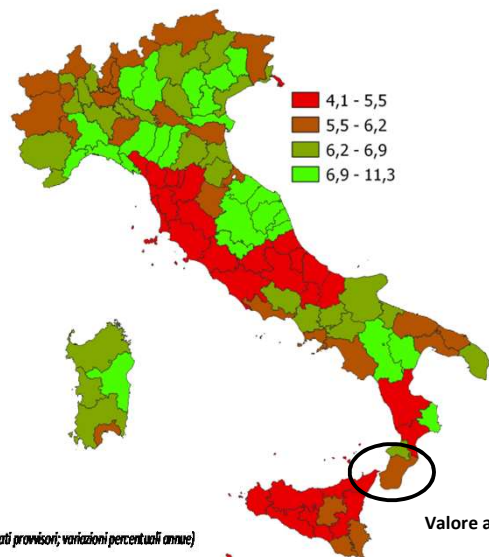 4,1 - 5,5
5,5 - 6,2
6,2 - 6,9
6,9 - 11,3
Valore a
ati provvisori; variazioni percentuali annue)